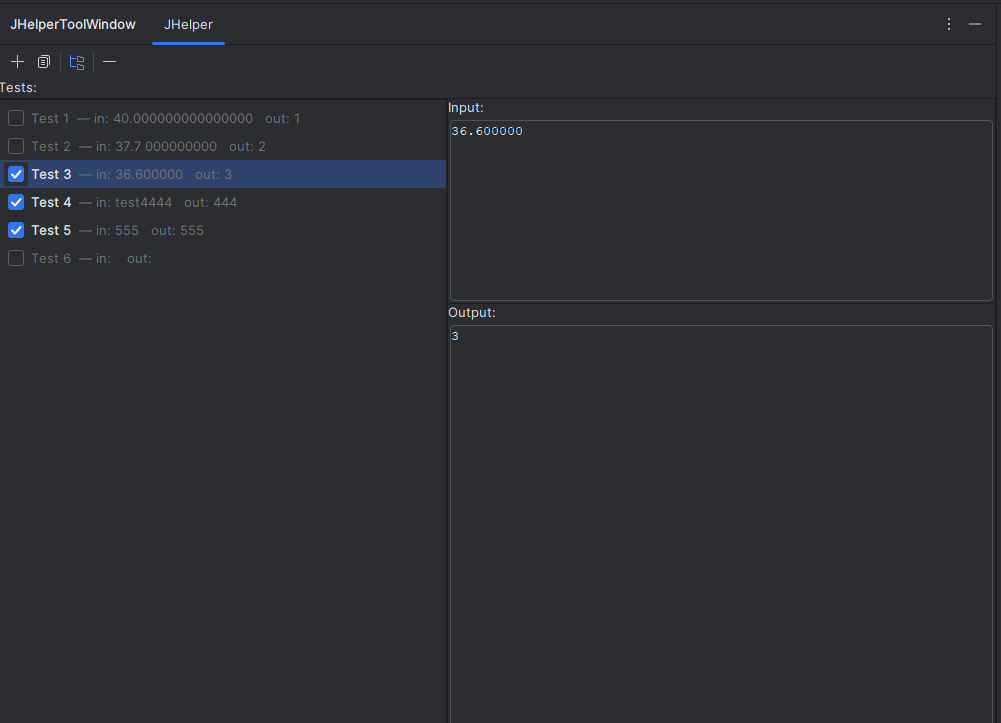 JHelperToolWindow JHelper
Tests:
Test 1 — in: 40.000000000000000 out: 1
Test 2 — in: 37.7 000000000 out: 2
Test 3 — in: 36.600000 out: 3
Test 4 — in: test4444 out: 444
Test 5 — in: 555 out: 555
Test 6 — in: out:
Input:
36.600000
Output:
3